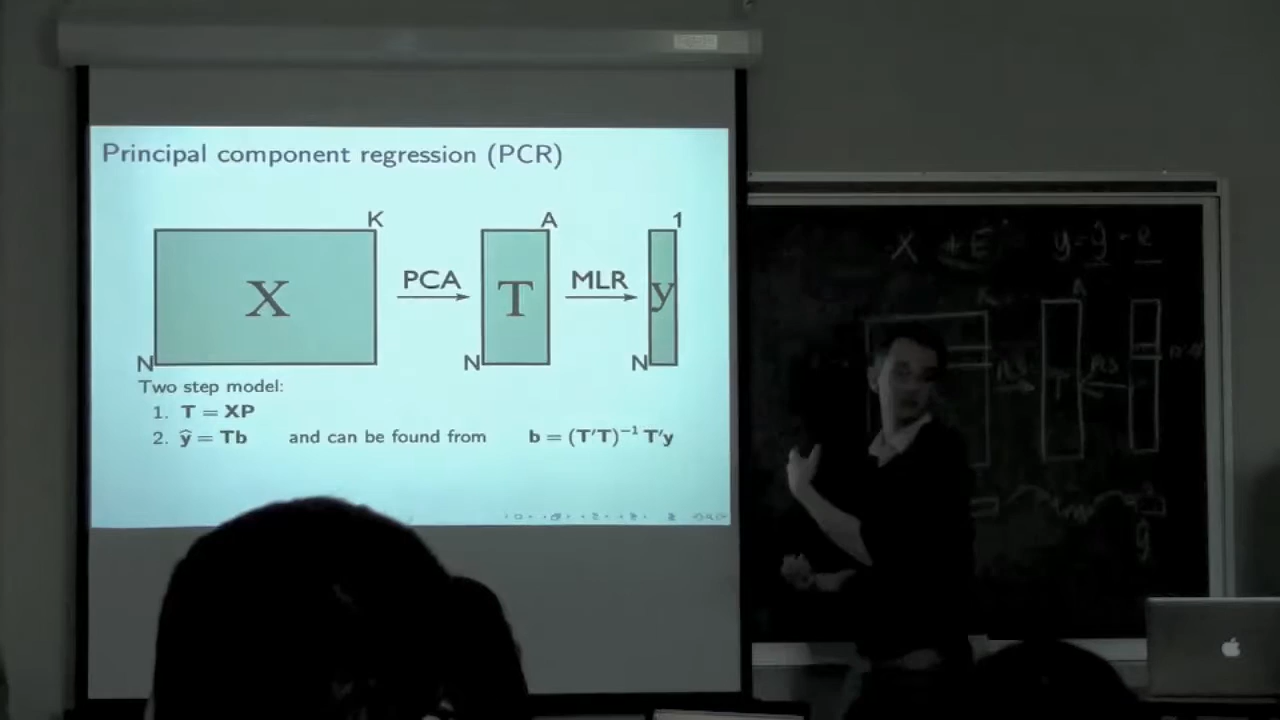 Principal component regression (PCR)
K
A
1
X
PCA
T
MLR
y
N
N
N
Two step model:
1. T = XP
2. ŷ = Tb and can be found from b = (T′T)⁻¹ T′y
X + E
y = ŷ - e
K
A
T
PLS
ŷ